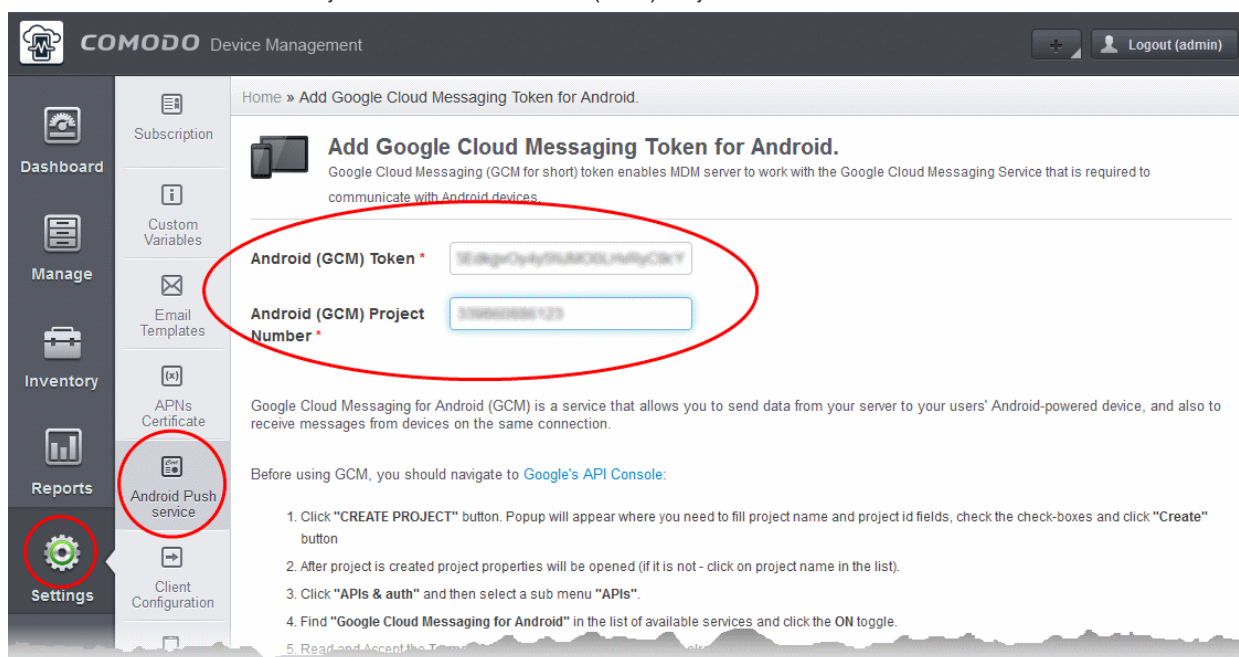 COMODO Device Management
Logout (admin)
Dashboard
Manage
Inventory
Reports
Settings
Subscription
Custom
Variables
Email
Templates
APNs
Certificate
Android Push
service
Client
Configuration
Home » Add Google Cloud Messaging Token for Android.
Add Google Cloud Messaging Token for Android.
Google Cloud Messaging (GCM for short) token enables MDM server to work with the Google Cloud Messaging Service that is required to
communicate with Android devices.
Android (GCM) Token *
Android (GCM) Project
Number *
Google Cloud Messaging for Android (GCM) is a service that allows you to send data from your server to your users' Android-powered device, and also to
receive messages from devices on the same connection.
Before using GCM, you should navigate to Google's API Console:
1. Click "CREATE PROJECT" button. Popup will appear where you need to fill project name and project id fields, check the check-boxes and click "Create"
button
2. After project is created project properties will be opened (if it is not - click on project name in the list).
3. Click "APIs & auth" and then select a sub menu "APIs".
4. Find "Google Cloud Messaging for Android" in the list of available services and click the ON toggle.
5. Read and Accept the